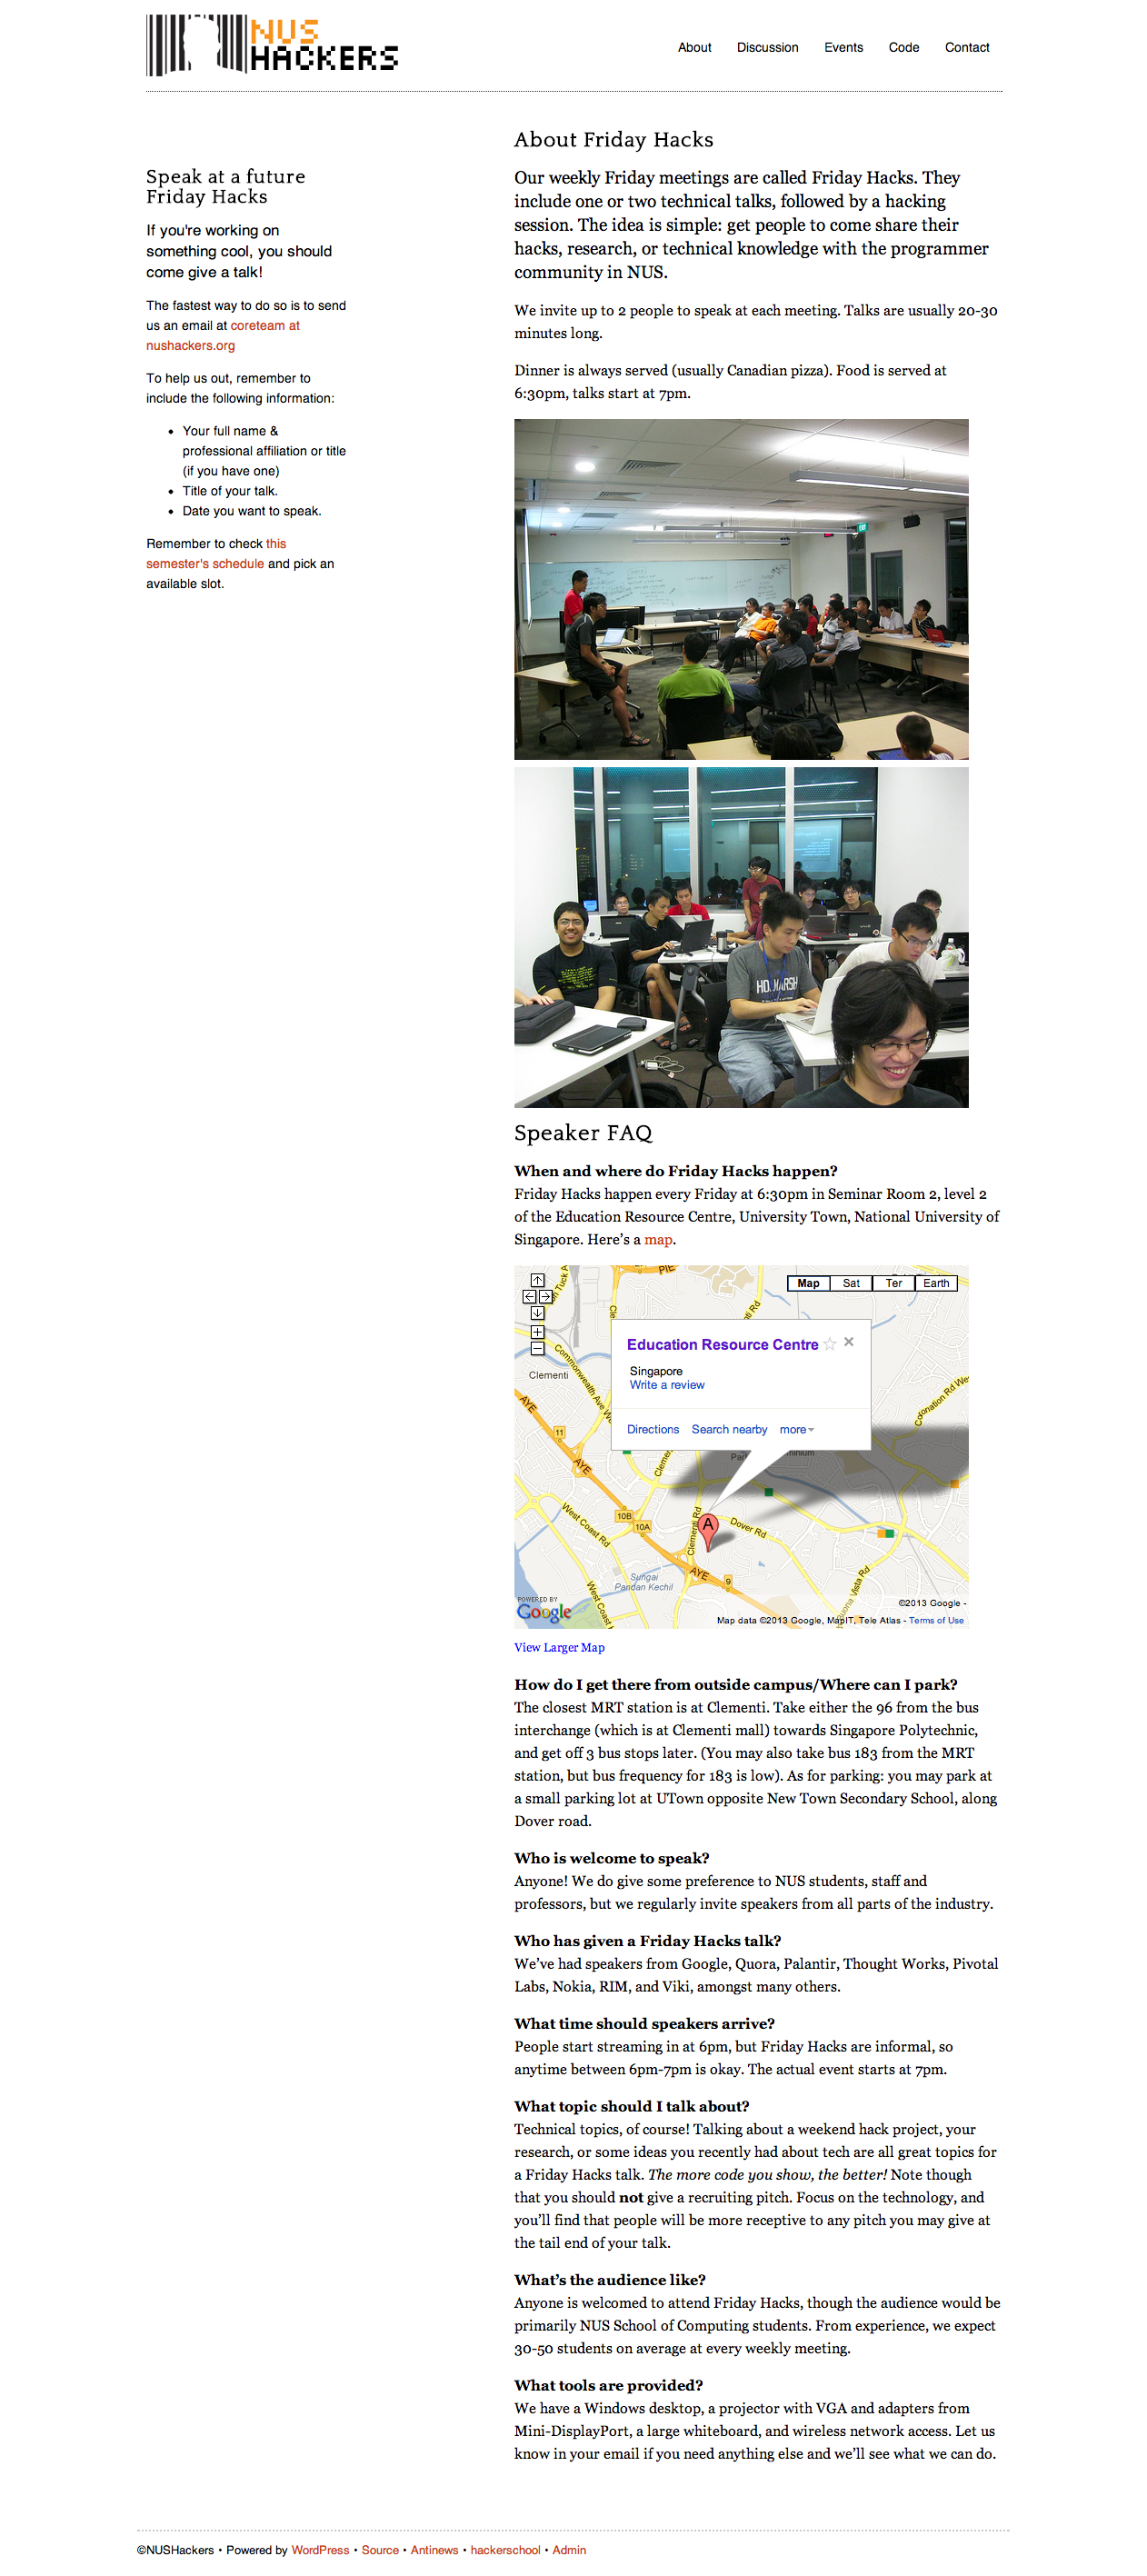 NUS
HACKERS
About Discussion Events Code Contact
Speak at a future
Friday Hacks
If you're working on
something cool, you should
come give a talk!
The fastest way to do so is to send
us an email at coreteam at
nushackers.org
To help us out, remember to
include the following information:
• Your full name &
professional affiliation or title
(if you have one)
• Title of your talk.
• Date you want to speak.
Remember to check this
semester's schedule and pick an
available slot.
About Friday Hacks
Our weekly Friday meetings are called Friday Hacks. They
include one or two technical talks, followed by a hacking
session. The idea is simple: get people to come share their
hacks, research, or technical knowledge with the programmer
community in NUS.
We invite up to 2 people to speak at each meeting. Talks are usually 20-30
minutes long.
Dinner is always served (usually Canadian pizza). Food is served at
6:30pm, talks start at 7pm.
EXIT
Speaker FAQ
When and where do Friday Hacks happen?
Friday Hacks happen every Friday at 6:30pm in Seminar Room 2, level 2
of the Education Resource Centre, University Town, National University of
Singapore. Here’s a map.
PIE
Map Sat Ter Earth
Education Resource Centre
Singapore
Write a review
Directions Search nearby more
Clementi
Commonwealth Ave
Coronation Rd
AYE
11
AYE
10B
10A
West Coast Rd
Clementi Rd
A
Dover Rd
AYE
9
Sungai
Pandan Kechil
West Coast
Buona Vista Rd
POWERED BY
Google
©2013 Google -
Map data ©2013 Google, MapIT, Tele Atlas - Terms of Use
View Larger Map
How do I get there from outside campus/Where can I park?
The closest MRT station is at Clementi. Take either the 96 from the bus
interchange (which is at Clementi mall) towards Singapore Polytechnic,
and get off 3 bus stops later. (You may also take bus 183 from the MRT
station, but bus frequency for 183 is low). As for parking: you may park at
a small parking lot at UTown opposite New Town Secondary School, along
Dover road.
Who is welcome to speak?
Anyone! We do give some preference to NUS students, staff and
professors, but we regularly invite speakers from all parts of the industry.
Who has given a Friday Hacks talk?
We’ve had speakers from Google, Quora, Palantir, Thought Works, Pivotal
Labs, Nokia, RIM, and Viki, amongst many others.
What time should speakers arrive?
People start streaming in at 6pm, but Friday Hacks are informal, so
anytime between 6pm-7pm is okay. The actual event starts at 7pm.
What topic should I talk about?
Technical topics, of course! Talking about a weekend hack project, your
research, or some ideas you recently had about tech are all great topics for
a Friday Hacks talk. The more code you show, the better! Note though
that you should not give a recruiting pitch. Focus on the technology, and
you’ll find that people will be more receptive to any pitch you may give at
the tail end of your talk.
What’s the audience like?
Anyone is welcomed to attend Friday Hacks, though the audience would be
primarily NUS School of Computing students. From experience, we expect
30-50 students on average at every weekly meeting.
What tools are provided?
We have a Windows desktop, a projector with VGA and adapters from
Mini-DisplayPort, a large whiteboard, and wireless network access. Let us
know in your email if you need anything else and we’ll see what we can do.
©NUSHackers • Powered by WordPress • Source • Antinews • hackerschool • Admin